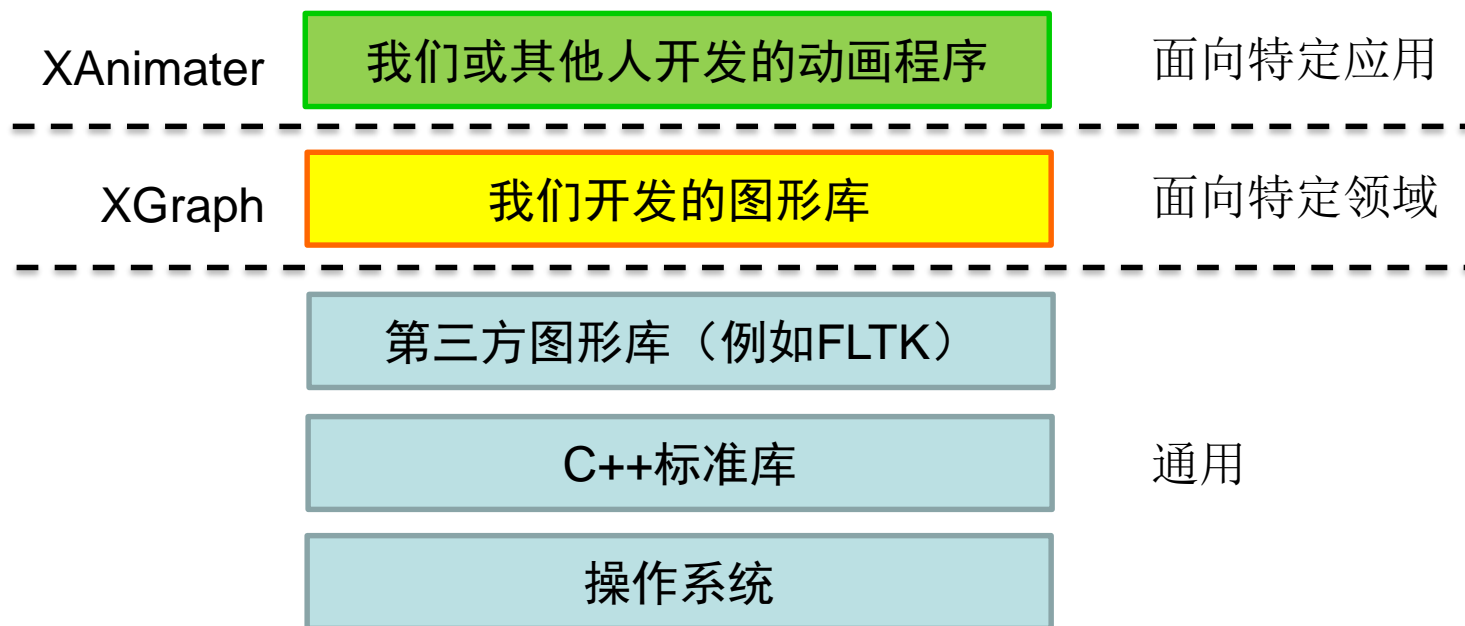 XAnimater 我们或其他人开发的动画程序 面向特定应用
XGraph 我们开发的图形库 面向特定领域
第三方图形库（例如FLTK）
C++标准库 通用
操作系统